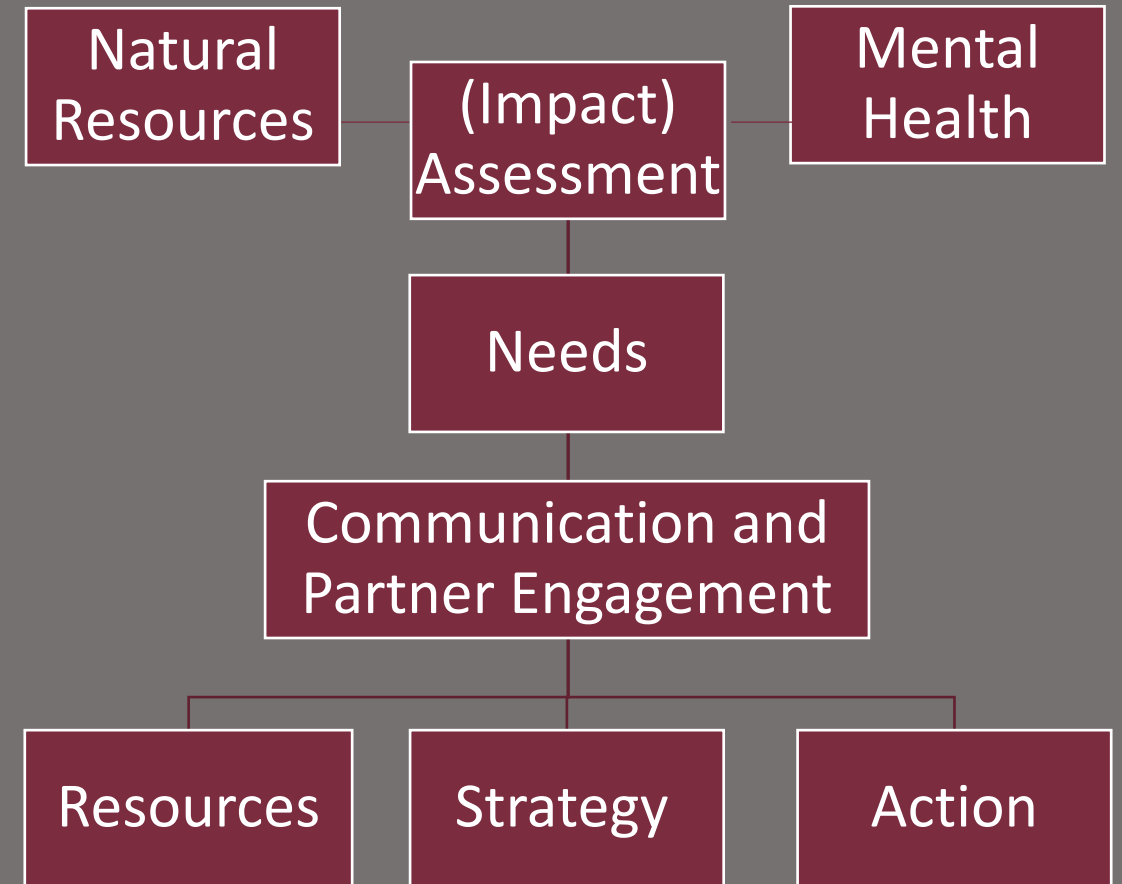 Natural
Resources
(Impact)
Assessment
Mental
Health
Needs
Communication and
Partner Engagement
Resources
Strategy
Action